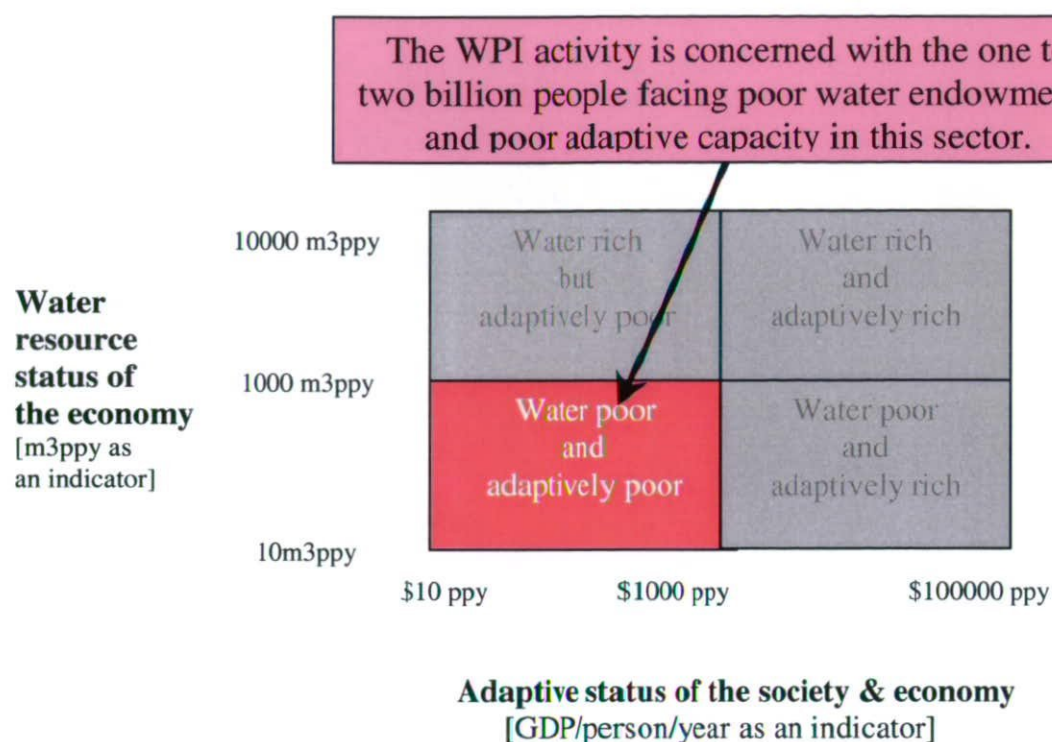 The WPI activity is concerned with the one t
two billion people facing poor water endowme
and poor adaptive capacity in this sector.
10000 m3ppy
Water rich
but
adaptively poor
Water rich
and
adaptively rich
Water
resource
status of
the economy
[m3ppy as
an indicator]
1000 m3ppy
Water poor
and
adaptively poor
Water poor
and
adaptively rich
10m3ppy
$10 ppy
$1000 ppy
$100000 ppy
Adaptive status of the society & economy
[GDP/person/year as an indicator]